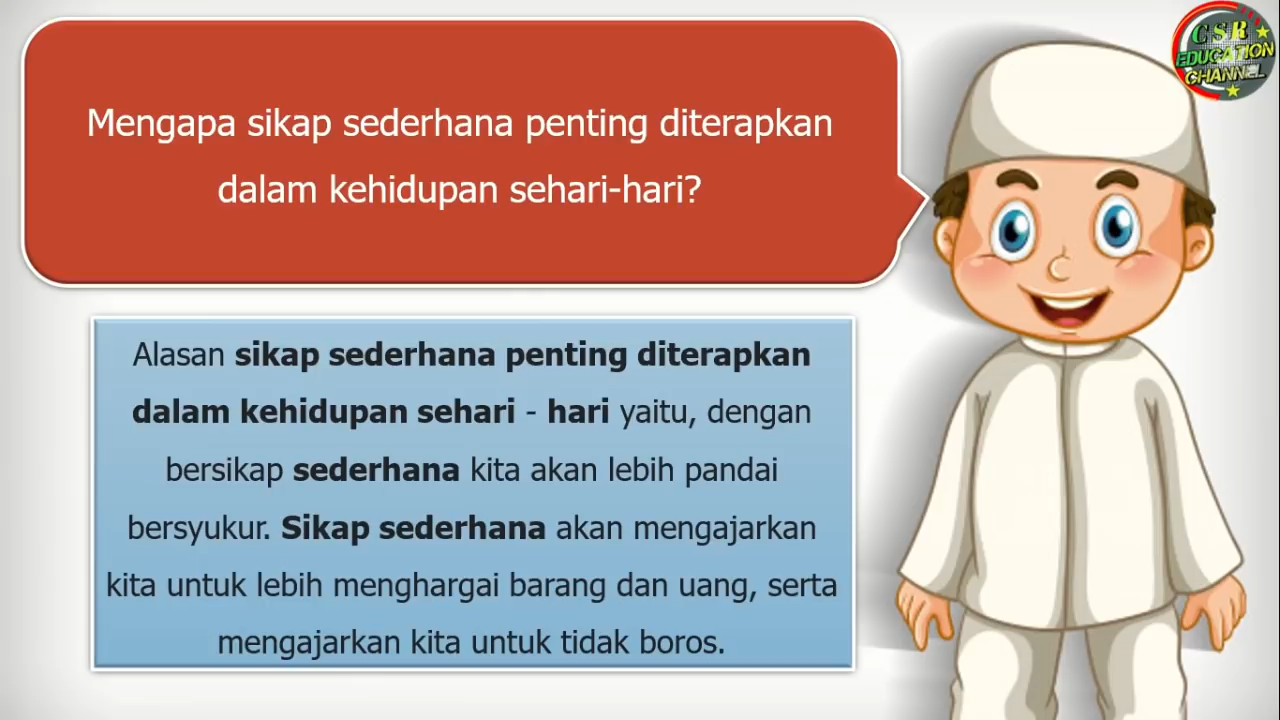 Mengapa sikap sederhana penting diterapkan
dalam kehidupan sehari-hari?
Alasan sikap sederhana penting diterapkan
dalam kehidupan sehari - hari yaitu, dengan
bersikap sederhana kita akan lebih pandai
bersyukur. Sikap sederhana akan mengajarkan
kita untuk lebih menghargai barang dan uang, serta
mengajarkan kita untuk tidak boros.
CSR
EDUCATION
CHANNEL